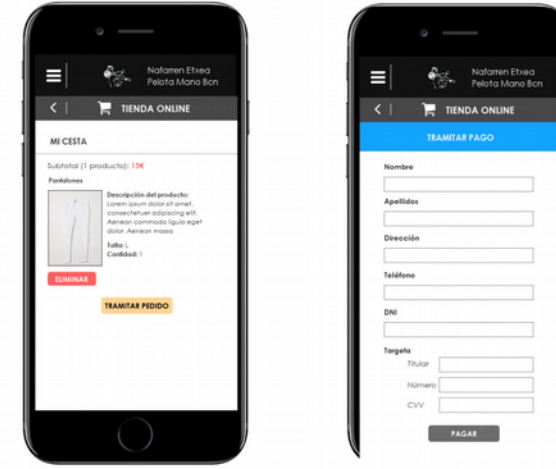 Nafarren Etxea
Pelota Mano Bcn
TIENDA ONLINE
MI CESTA
Subtotal (1 producto): 15€
Pantalones
Descripción del producto:
Lorem ipsum dolor sit amet,
consectetuer adipiscing elit.
Aenean commodo ligula eget
dolor. Aenean massa
Talla: L
Cantidad: 1
ELIMINAR
TRAMITAR PEDIDO
Nafarren Etxea
Pelota Mano Bcn
TIENDA ONLINE
TRAMITAR PAGO
Nombre
Apellidos
Dirección
Teléfono
DNI
Targeta
Titular
Número
CVV
PAGAR